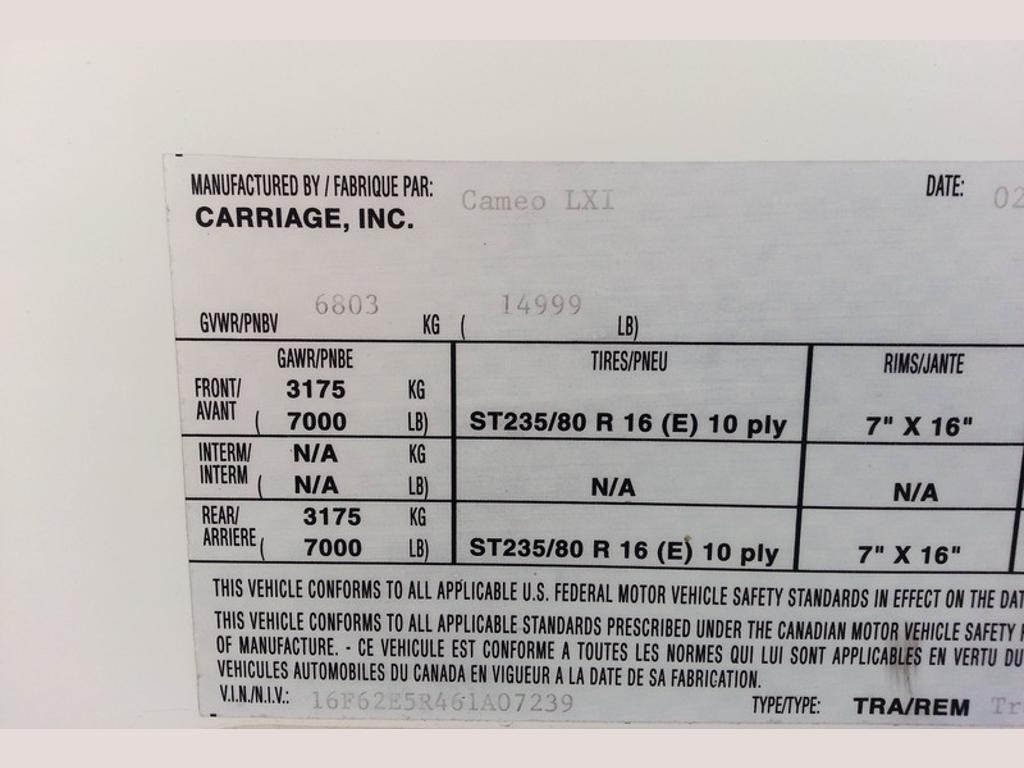 MANUFACTURED BY / FABRIQUE PAR: Cameo LXI DATE: 02
CARRIAGE, INC.
6803 14999
GVWR/PNBV KG ( LB)
GAWR/PNBE TIRES/PNEU RIMS/JANTE
FRONT/ 3175 KG
AVANT ( 7000 LB) ST235/80 R 16 (E) 10 ply 7" X 16"
INTERM/ N/A KG
INTERM ( N/A LB) N/A N/A
REAR/ 3175 KG
ARRIERE ( 7000 LB) ST235/80 R 16 (E) 10 ply 7" X 16"
THIS VEHICLE CONFORMS TO ALL APPLICABLE U.S. FEDERAL MOTOR VEHICLE SAFETY STANDARDS IN EFFECT ON THE DAT
THIS VEHICLE CONFORMS TO ALL APPLICABLE STANDARDS PRESCRIBED UNDER THE CANADIAN MOTOR VEHICLE SAFETY
OF MANUFACTURE. - CE VEHICULE EST CONFORME A TOUTES LES NORMES QUI LUI SONT APPLICABLES EN VERTU DU
VEHICULES AUTOMOBILES DU CANADA EN VIGUEUR A LA DATE DE SA FABRICATION.
V.I.N./N.I.V.: 16F62E5R461A07239 TYPE/TYPE: TRA/REM Tr